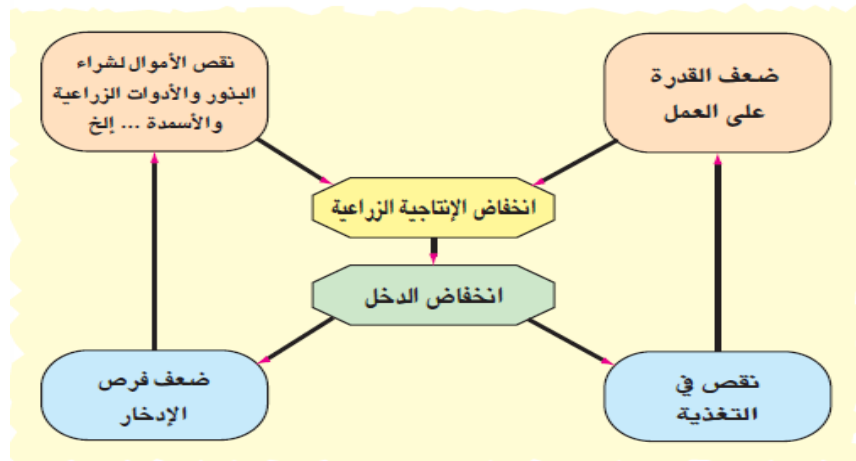 ضعف القدرة
على العمل
نقص الأموال لشراء
البذور والأدوات الزراعية
والأسمدة ... إلخ
انخفاض الإنتاجية الزراعية
انخفاض الدخل
نقص في
التغذية
ضعف فرص
الإدخار